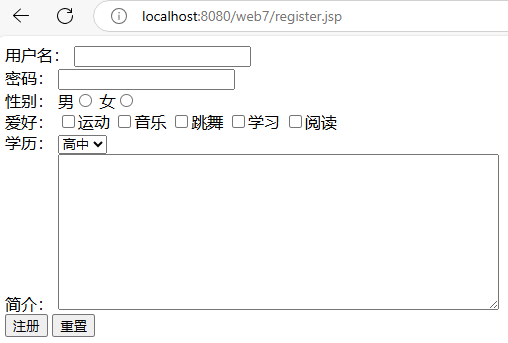 localhost:8080/web7/register.jsp
用户名：
密码：
性别： 男 女
爱好： 运动 音乐 跳舞 学习 阅读
学历： 高中
简介：
注册 重置